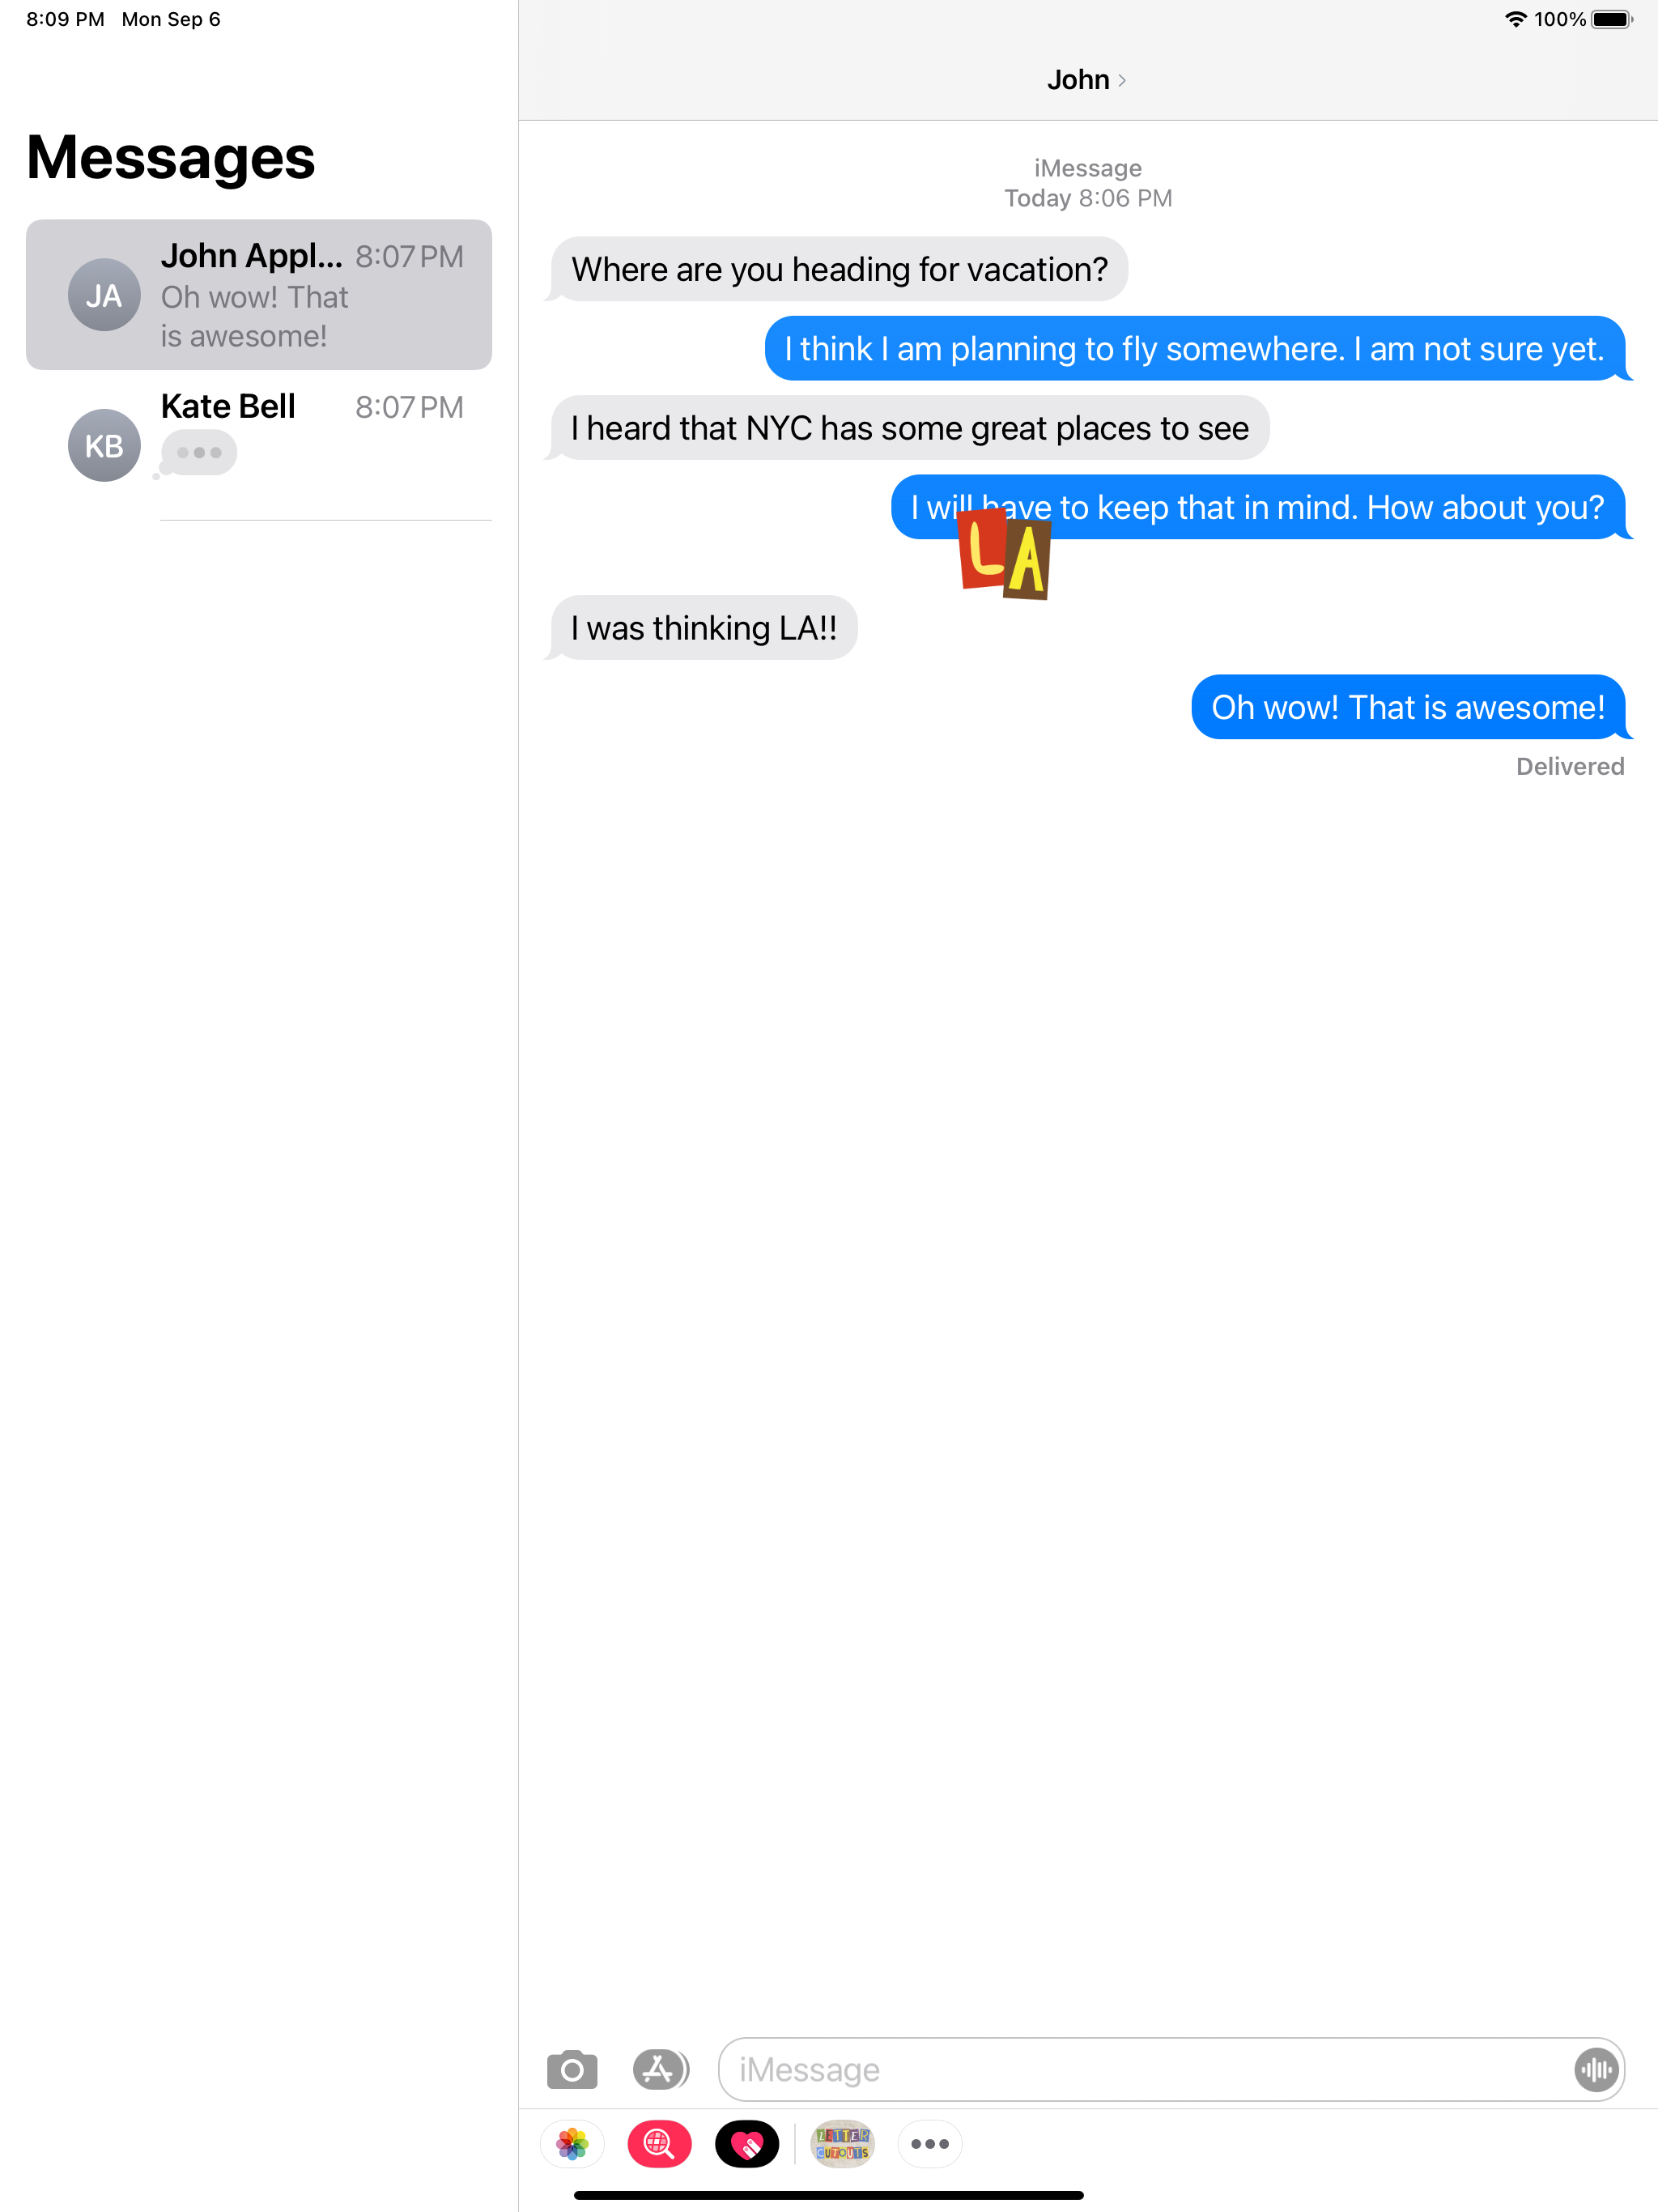 8:09 PM Mon Sep 6
100%
Messages
JA
John Appl... 8:07 PM
Oh wow! That
is awesome!
KB
Kate Bell 8:07 PM
John
iMessage
Today 8:06 PM
Where are you heading for vacation?
I think I am planning to fly somewhere. I am not sure yet.
I heard that NYC has some great places to see
I will have to keep that in mind. How about you?
LA
I was thinking LA!!
Oh wow! That is awesome!
Delivered
iMessage
LETTER
CUTOUTS